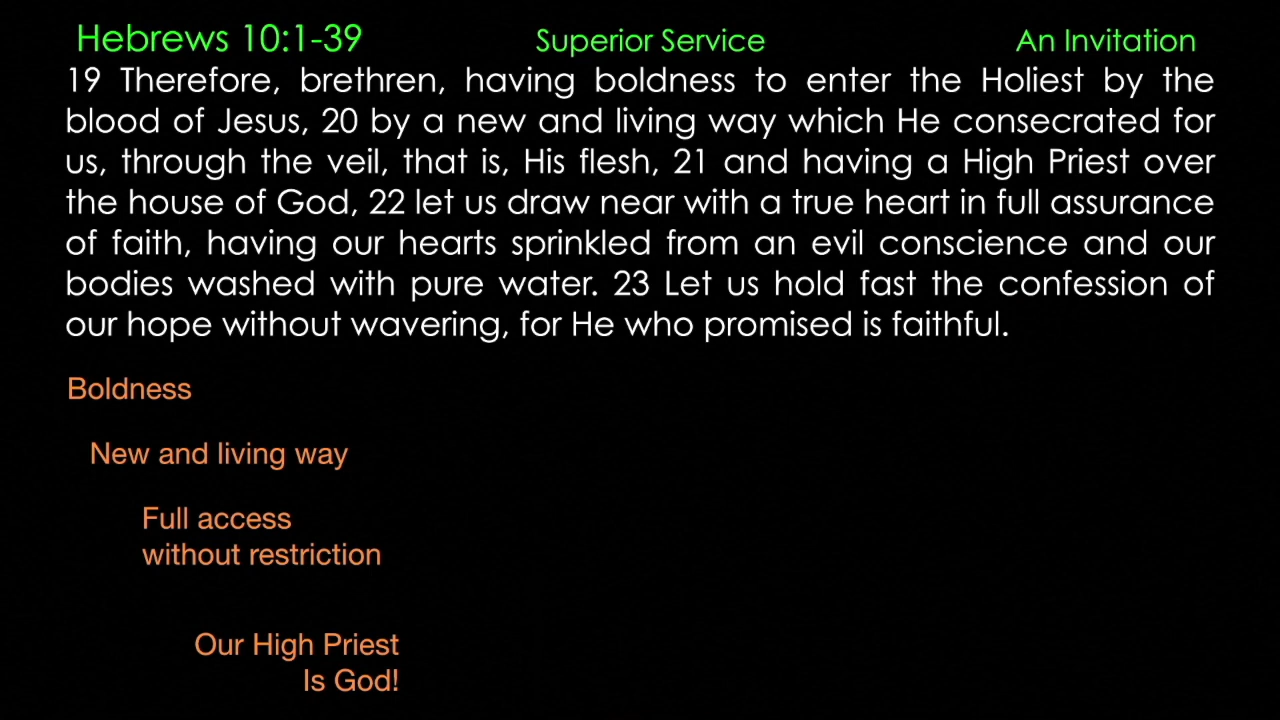 Hebrews 10:1-39 Superior Service An Invitation
19 Therefore, brethren, having boldness to enter the Holiest by the
blood of Jesus, 20 by a new and living way which He consecrated for
us, through the veil, that is, His flesh, 21 and having a High Priest over
the house of God, 22 let us draw near with a true heart in full assurance
of faith, having our hearts sprinkled from an evil conscience and our
bodies washed with pure water. 23 Let us hold fast the confession of
our hope without wavering, for He who promised is faithful.
Boldness
New and living way
Full access
without restriction
Our High Priest
Is God!